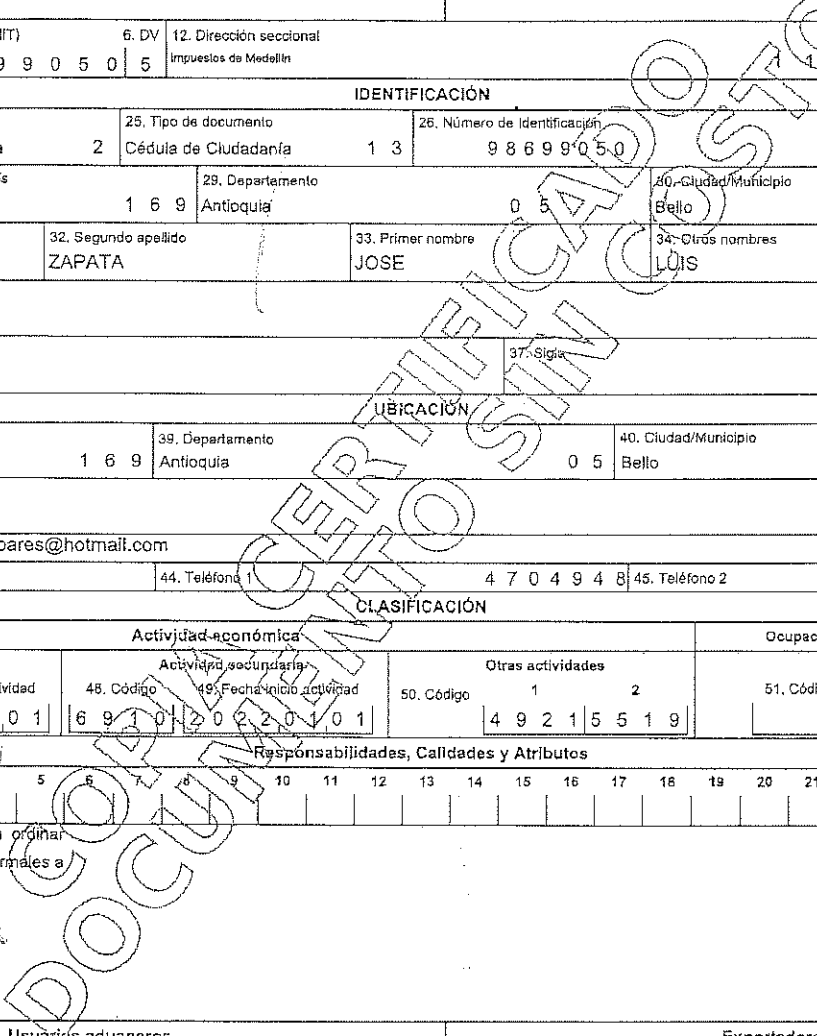 6. DV 12. Dirección seccional
9 9 0 5 0 5 Impuestos de Medellín
IDENTIFICACIÓN
25. Tipo de documento 26. Número de Identificación
2 Cédula de Ciudadanía 1 3 9 8 6 9 9 0 5 0
29. Departamento 30. Ciudad/Municipio
1 6 9 Antioquia 0 5 Bello
32. Segundo apellido 33. Primer nombre 34. Otros nombres
ZAPATA JOSE LUIS
37. Sigla
UBICACIÓN
39. Departamento 40. Ciudad/Municipio
1 6 9 Antioquia 0 5 Bello
pares@hotmail.com
44. Teléfono 1 4 7 0 4 9 4 8 45. Teléfono 2
CLASIFICACIÓN
Actividad económica Ocupac
Actividad secundaria Otras actividades
vidad 48. Código 49. Fecha inicio actividad 50. Código 1 2 51. Códi
0 1 6 9 1 0 2 0 2 2 0 1 0 1 4 9 2 1 5 5 1 9
Responsabilidades, Calidades y Atributos
5 6 7 8 9 10 11 12 13 14 15 16 17 18 19 20 21
ordinar
rmales a
Usuarios aduaneros Exportadore
COPIA CERTIFICADO
DOCUMENTO SIN COSTO